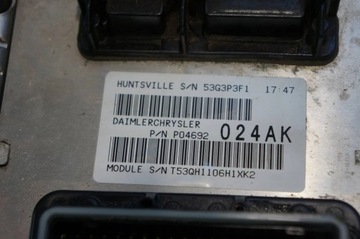 HUNTSVILLE S/N 53G3P3F1 17 47
DAIMLERCHRYSLER
P/N P04692 024AK
MODULE S/N T53QH1106H1XK2